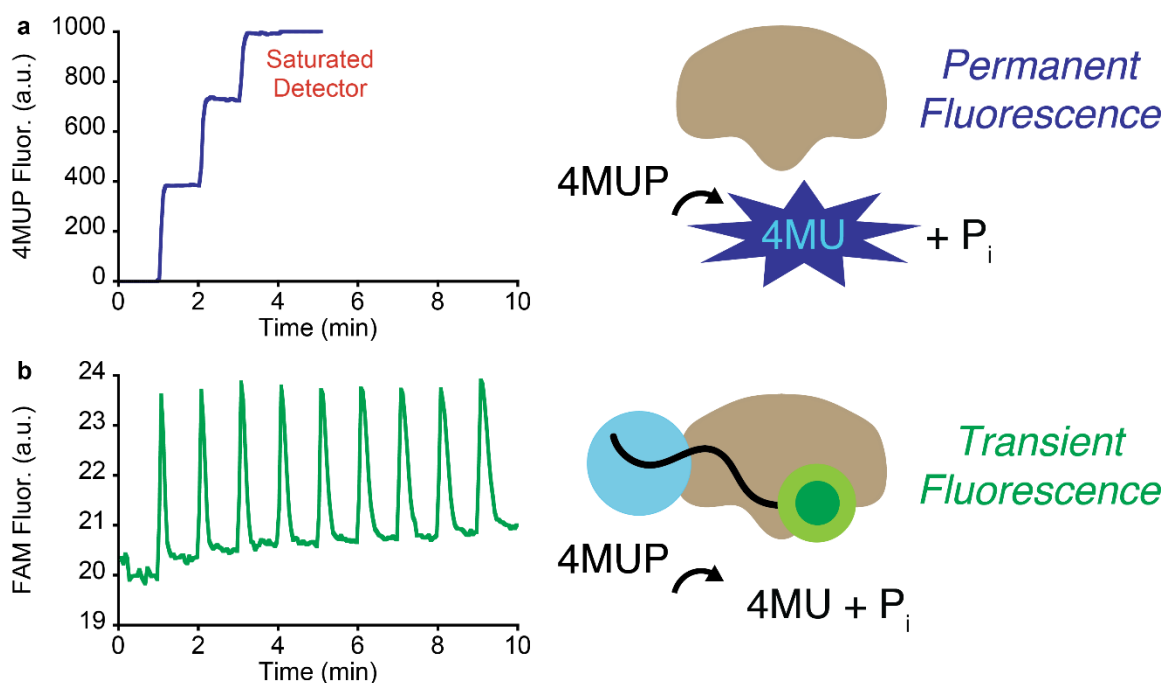 a
4MUP Fluor. (a.u.)
1000
800
600
400
200
0
Saturated
Detector
0 2 4 6 8 10
Time (min)
Permanent
Fluorescence
4MUP
4MU
+ Pi
b
FAM Fluor. (a.u.)
24
23
22
21
20
19
0 2 4 6 8 10
Time (min)
Transient
Fluorescence
4MUP
4MU + Pi